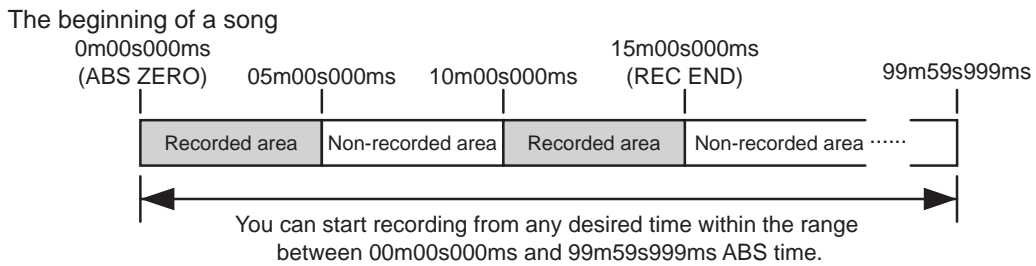 The beginning of a song
0m00s000ms
(ABS ZERO)
05m00s000ms
10m00s000ms
15m00s000ms
(REC END)
99m59s999ms
Recorded area
Non-recorded area
Recorded area
Non-recorded area ······
You can start recording from any desired time within the range
between 00m00s000ms and 99m59s999ms ABS time.